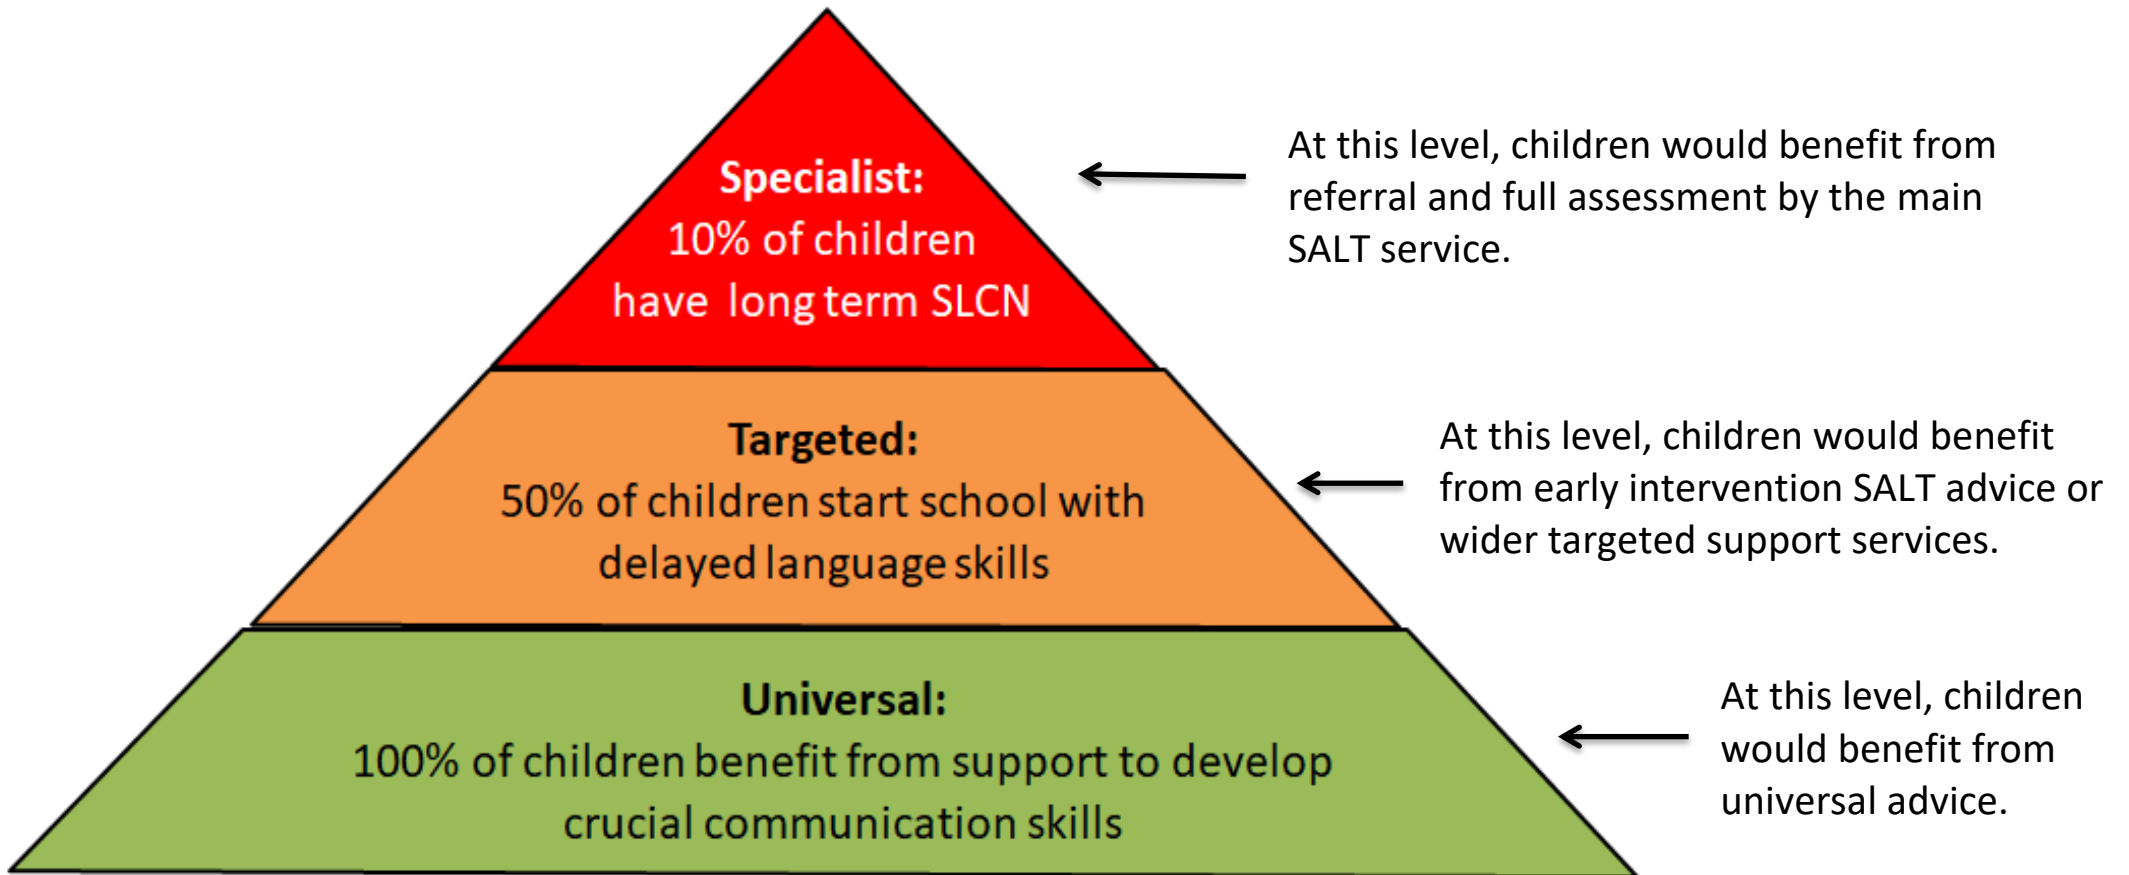 Specialist:
10% of children
have long term SLCN
At this level, children would benefit from
referral and full assessment by the main
SALT service.
Targeted:
50% of children start school with
delayed language skills
At this level, children would benefit
from early intervention SALT advice or
wider targeted support services.
Universal:
100% of children benefit from support to develop
crucial communication skills
At this level, children
would benefit from
universal advice.